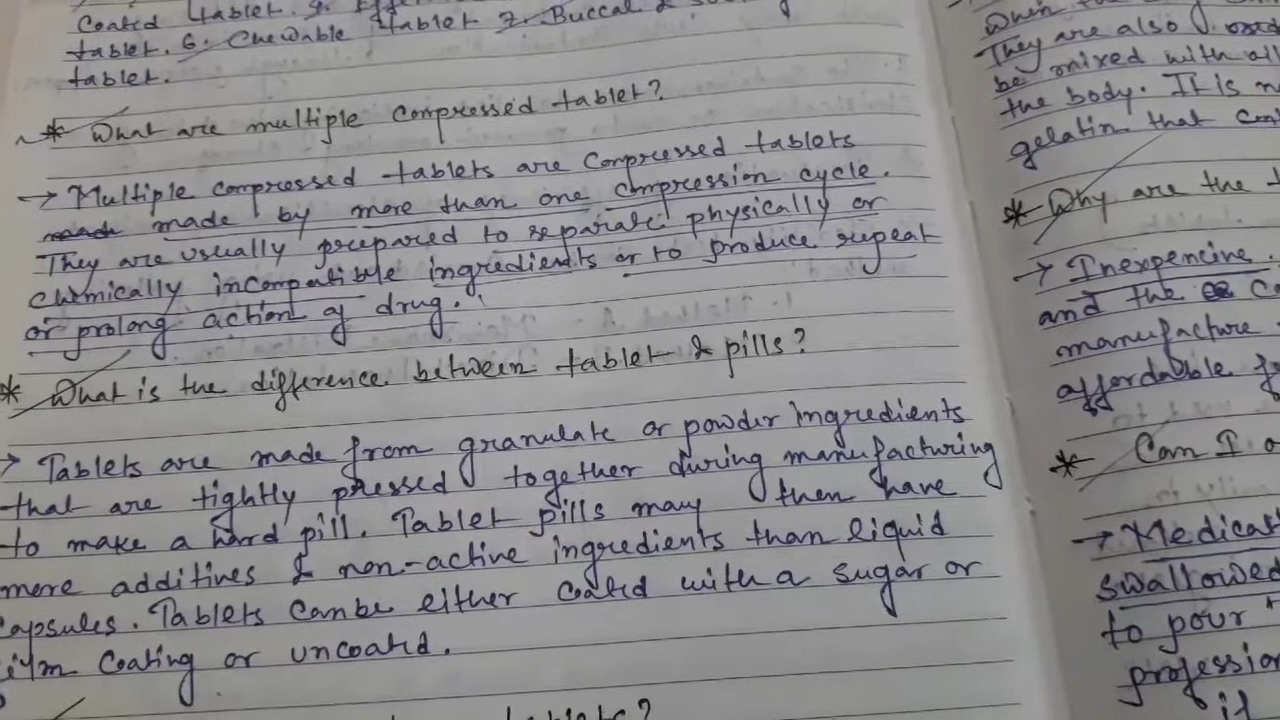 Coated tablet
tablet. 6. Chewable tablet 7. Buccal &
tablet.
* What are multiple compressed tablet?
→ Multiple compressed tablets are compressed tablets
made by more than one compression cycle.
They are usually prepared to separate physically or
chemically incompatible ingredients or to produce repeat
or prolong action of drug.
* What is the difference between tablet & pills?
→ Tablets are made from granulate or powder ingredients
that are tightly pressed together during manufacturing
to make a hard pill. Tablet pills may then have
more additives & non-active ingredients than liquid
capsules. Tablets can be either coated with a sugar or
film coating or uncoated.
They are also
be mixed with all
the body. It is
gelatin that
* Why are the
→ Inexpencive.
and the
manufacture
affordable
* Can I
→ Medicat
swallowed
to pour
profession
it